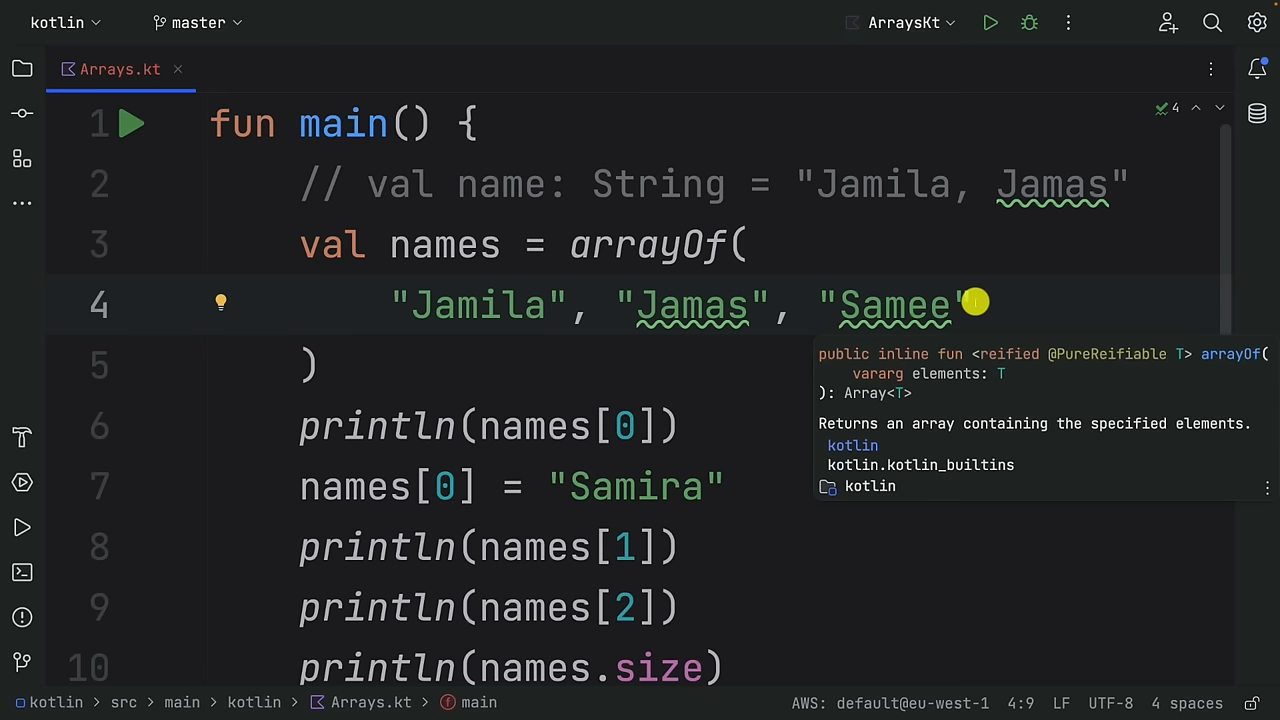 kotlin master ArraysKt
Arrays.kt
4
1 fun main() {
2 // val name: String = "Jamila, Jamas"
3 val names = arrayOf(
4 "Jamila", "Jamas", "Samee"
5 )
6 println(names[0])
7 names[0] = "Samira"
8 println(names[1])
9 println(names[2])
10 println(names.size)
public inline fun <reified @PureReifiable T> arrayOf(
vararg elements: T
): Array<T>
Returns an array containing the specified elements.
kotlin
kotlin.kotlin_builtins
kotlin
kotlin > src > main > kotlin > Arrays.kt > main AWS: default@eu-west-1 4:9 LF UTF-8 4 spaces